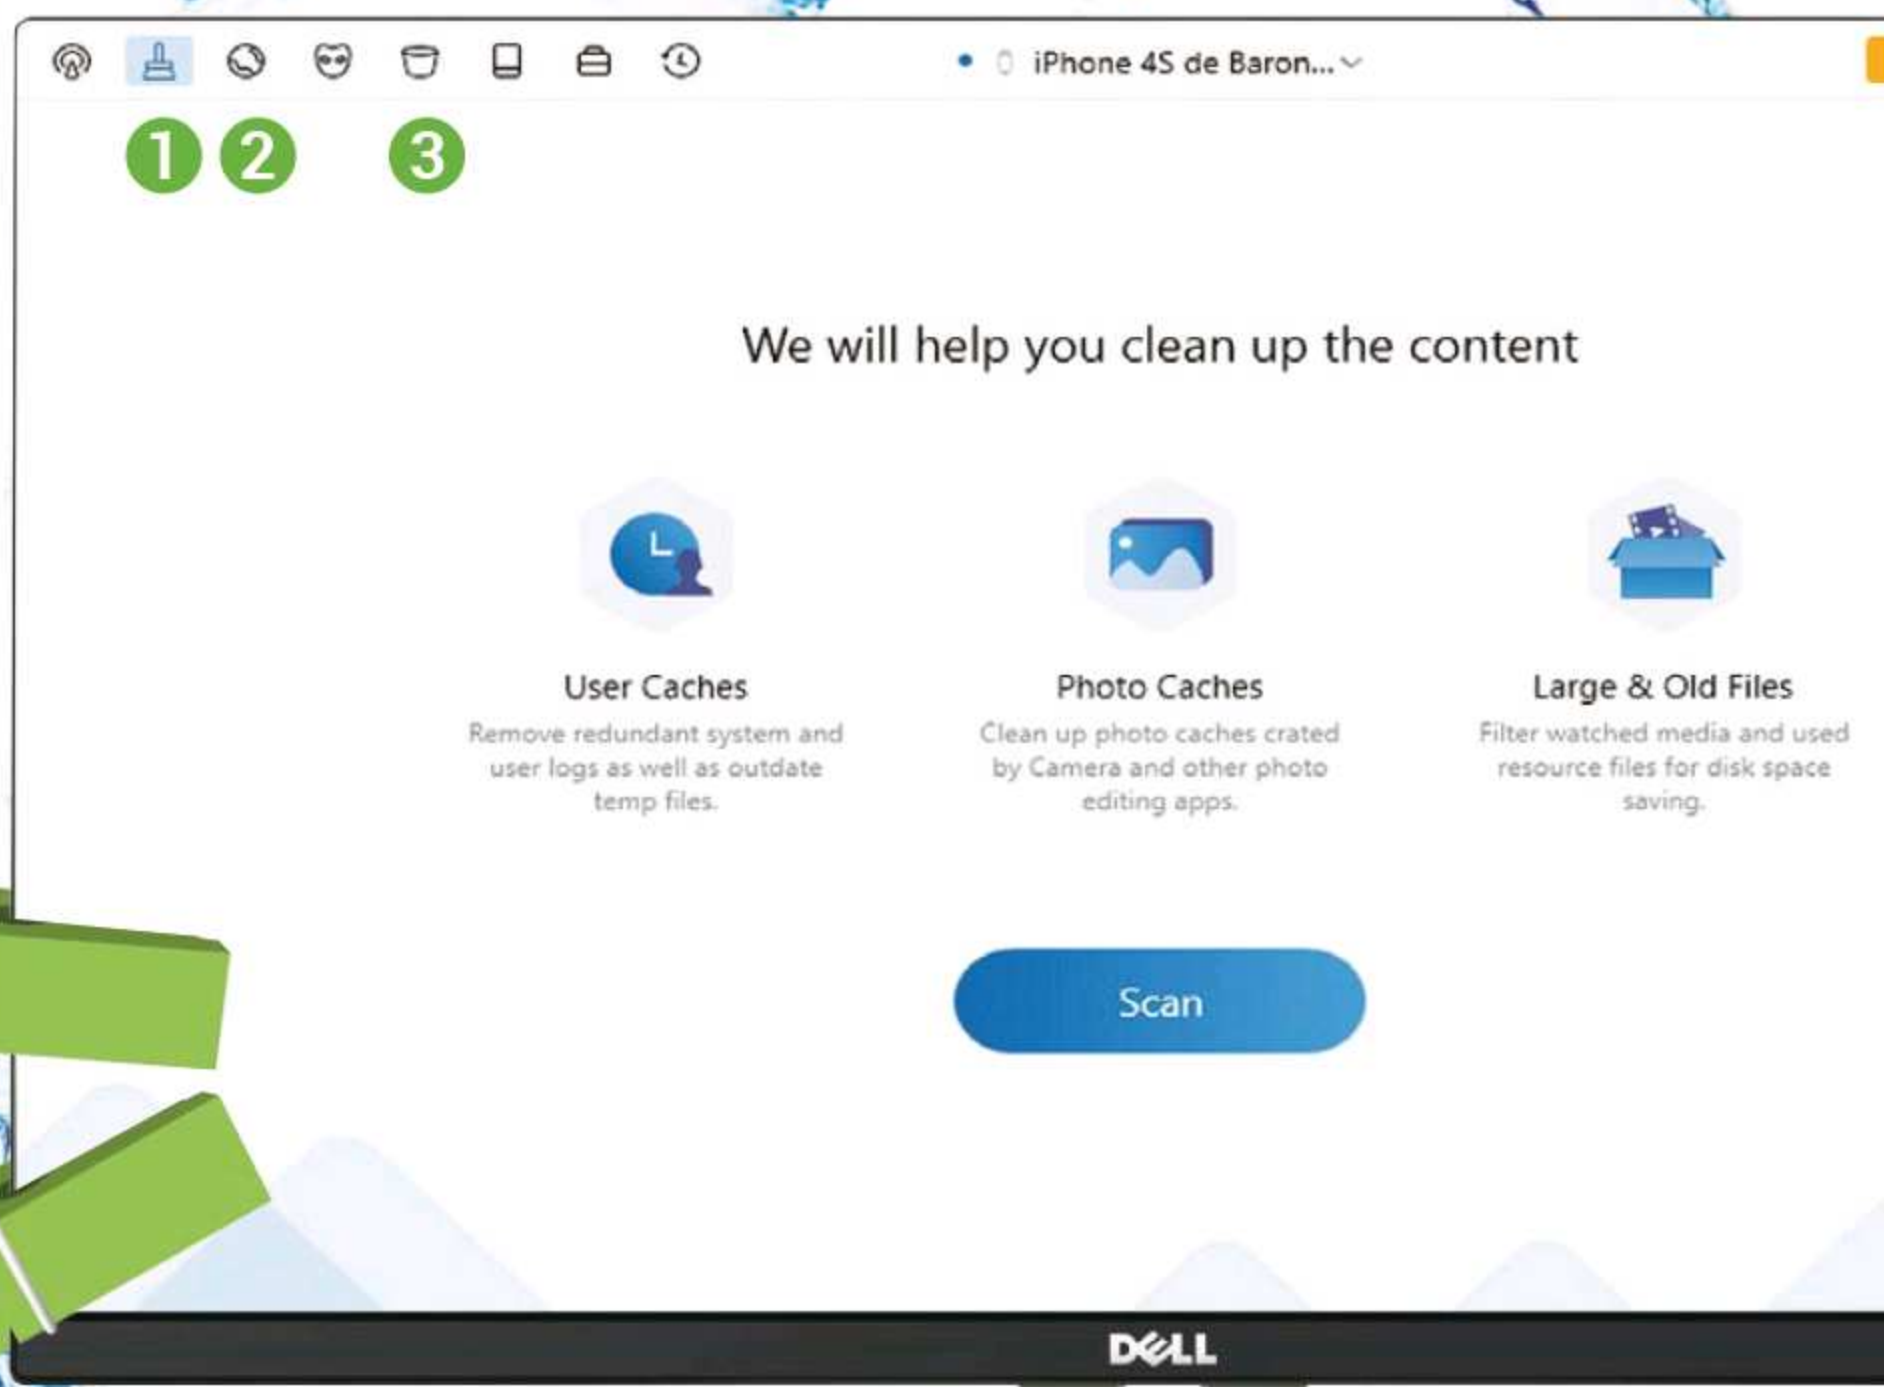 iPhone 4S de Baron...
1 2 3
We will help you clean up the content
User Caches
Remove redundant system and
user logs as well as outdate
temp files.
Photo Caches
Clean up photo caches crated
by Camera and other photo
editing apps.
Large & Old Files
Filter watched media and used
resource files for disk space
saving.
Scan
DELL